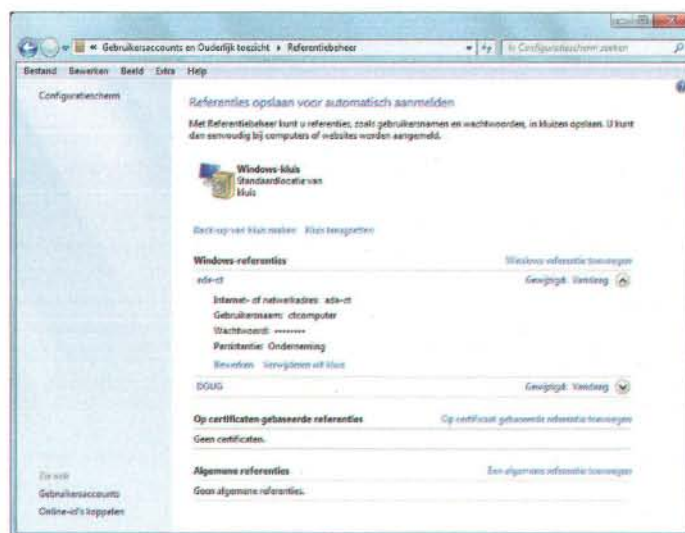 « Gebruikersaccounts en Ouderlijk toezicht ▸ Referentiebeheer
Configuratiescherm zoeken
Bestand Bewerken Beeld Extra Help
Configuratiescherm
Referenties opslaan voor automatisch aanmelden
Met Referentiebeheer kunt u referenties, zoals gebruikersnamen en wachtwoorden, in kluizen opslaan. U kunt
dan eenvoudig bij computers of websites worden aangemeld.
Windows-kluis
Standaardlocatie van
kluis
Back-up van kluis maken Kluis terugzetten
Windows-referenties Windows-referentie toevoegen
ada-ct Gewijzigd: Vandaag
Internet- of netwerkadres: ada-ct
Gebruikersnaam: ctcomputer
Wachtwoord: ••••••••
Persistentie: Onderneming
Bewerken Verwijderen uit kluis
DOUG Gewijzigd: Vandaag
Op certificaten gebaseerde referenties Op certificaat gebaseerde referentie toevoegen
Geen certificaten.
Algemene referenties Een algemene referentie toevoegen
Geen algemene referenties.
Zie ook
Gebruikersaccounts
Online-id's koppelen